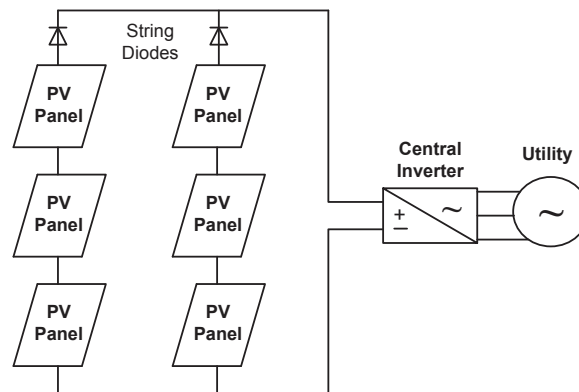 String
Diodes
PV
Panel
PV
Panel
Central
Inverter
Utility
PV
Panel
PV
Panel
+
−
~
~
PV
Panel
PV
Panel